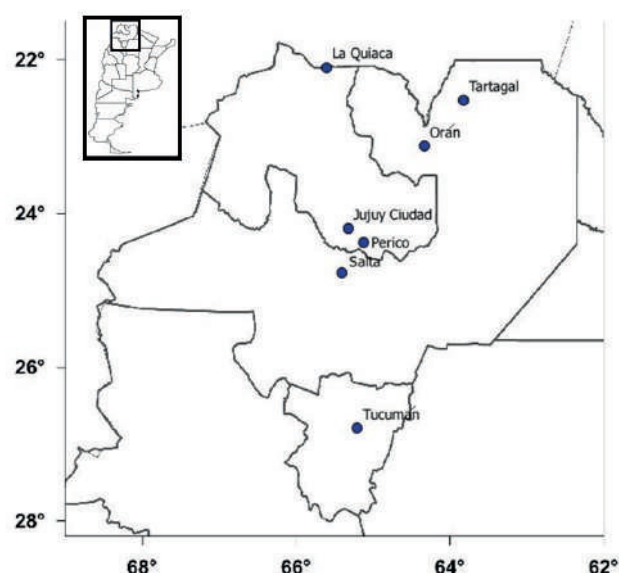 22°
La Quiaca
Tartagal
Orán
24°
Jujuy Ciudad
Perico
Salta
26°
Tucumán
28°
68°
66°
64°
62°